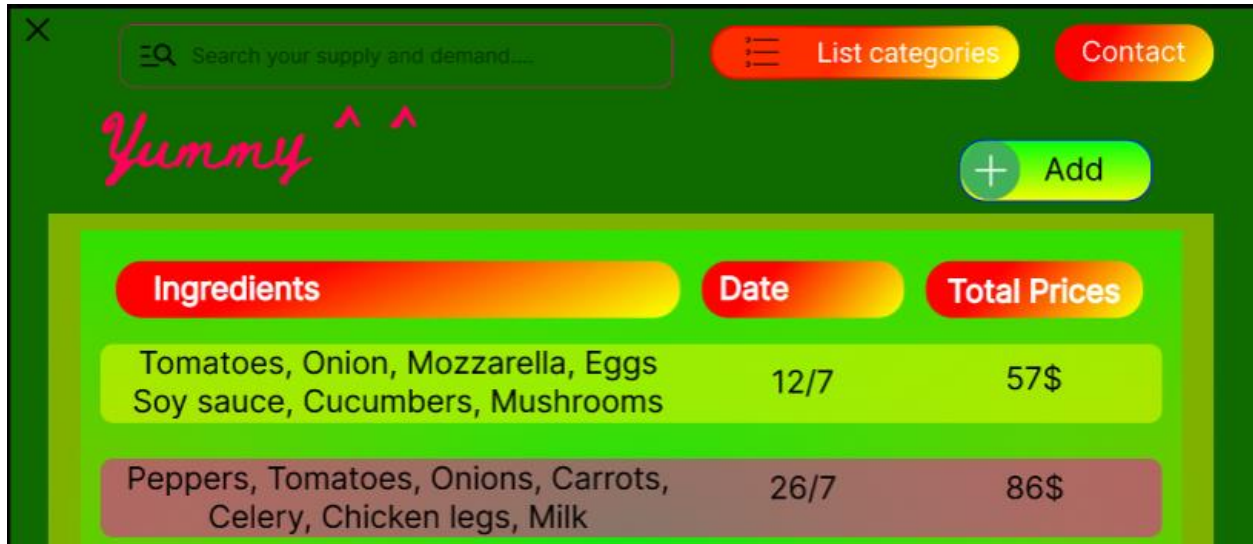 Search your supply and demand....
List categories
Contact
Yummy ^ ^
+ Add
Ingredients
Date
Total Prices
Tomatoes, Onion, Mozzarella, Eggs
Soy sauce, Cucumbers, Mushrooms
12/7
57$
Peppers, Tomatoes, Onions, Carrots,
Celery, Chicken legs, Milk
26/7
86$